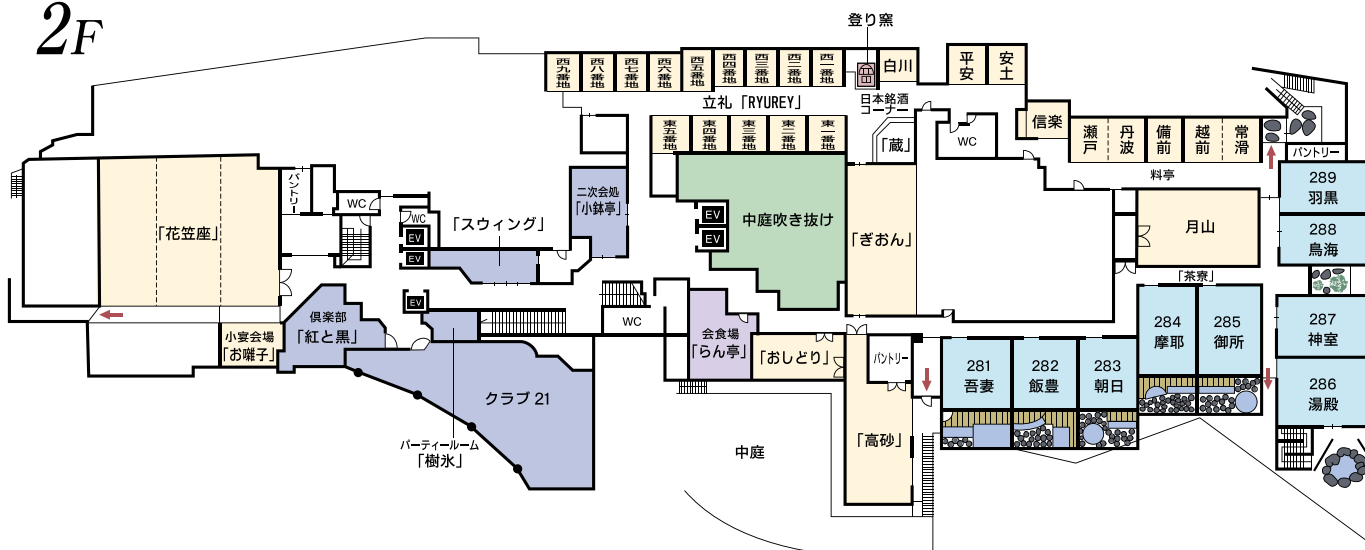 2F
登り窯
西九番地
西八番地
西七番地
西六番地
西五番地
西四番地
西三番地
西二番地
西一番地
白川
平安
安土
立礼「RYUREY」
日本銘酒
コーナー
信楽
東五番地
東四番地
東三番地
東二番地
東一番地
「蔵」
WC
瀬戸
丹波
備前
越前
常滑
パントリー
料亭
パントリー
WC
WC
「スウィング」
二次会処
「小鉢亭」
EV
EV
中庭吹き抜け
「ぎおん」
月山
289
羽黒
288
鳥海
「花笠座」
EV
EV
EV
「茶寮」
倶楽部
「紅と黒」
小宴会場
「お囃子」
WC
会食場
「らん亭」
「おしどり」
パントリー
281
吾妻
282
飯豊
283
朝日
284
摩耶
285
御所
287
神室
286
湯殿
クラブ 21
パーティールーム
「樹氷」
中庭
「高砂」